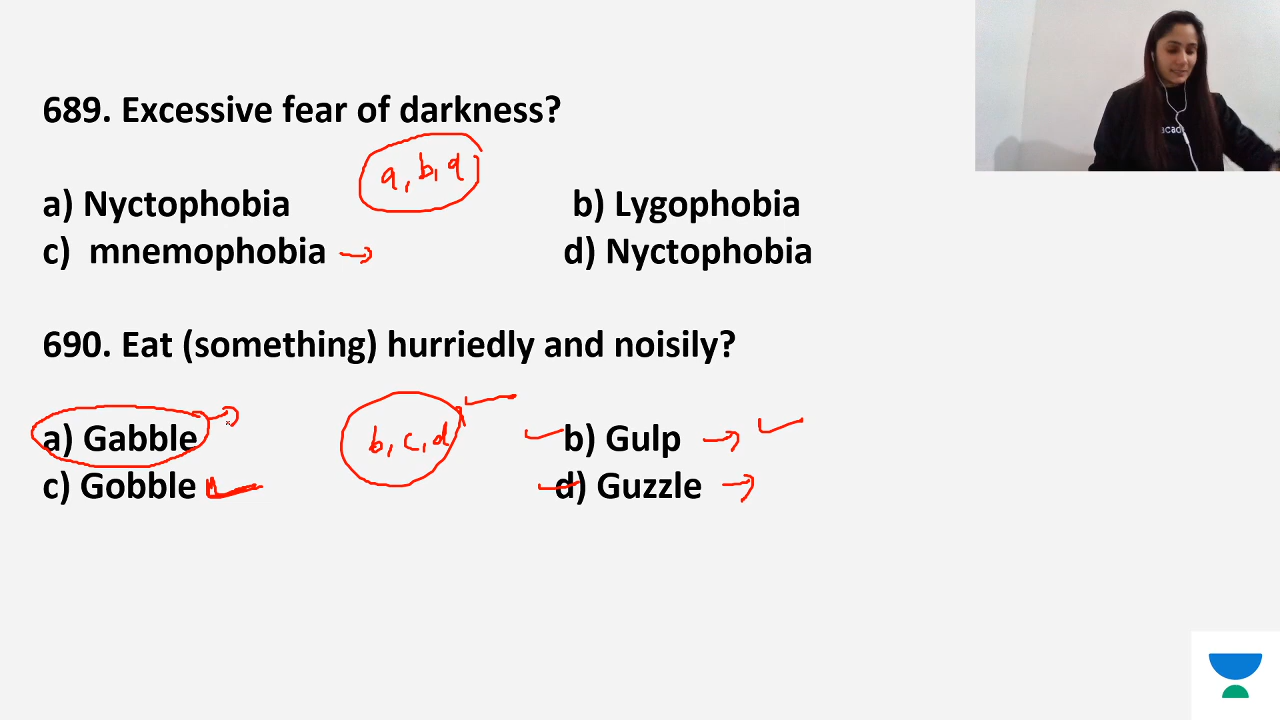 689. Excessive fear of darkness?
a, b, d
a) Nyctophobia b) Lygophobia
c) mnemophobia d) Nyctophobia
690. Eat (something) hurriedly and noisily?
a) Gabble b) Gulp
b, c, d
c) Gobble d) Guzzle
acade